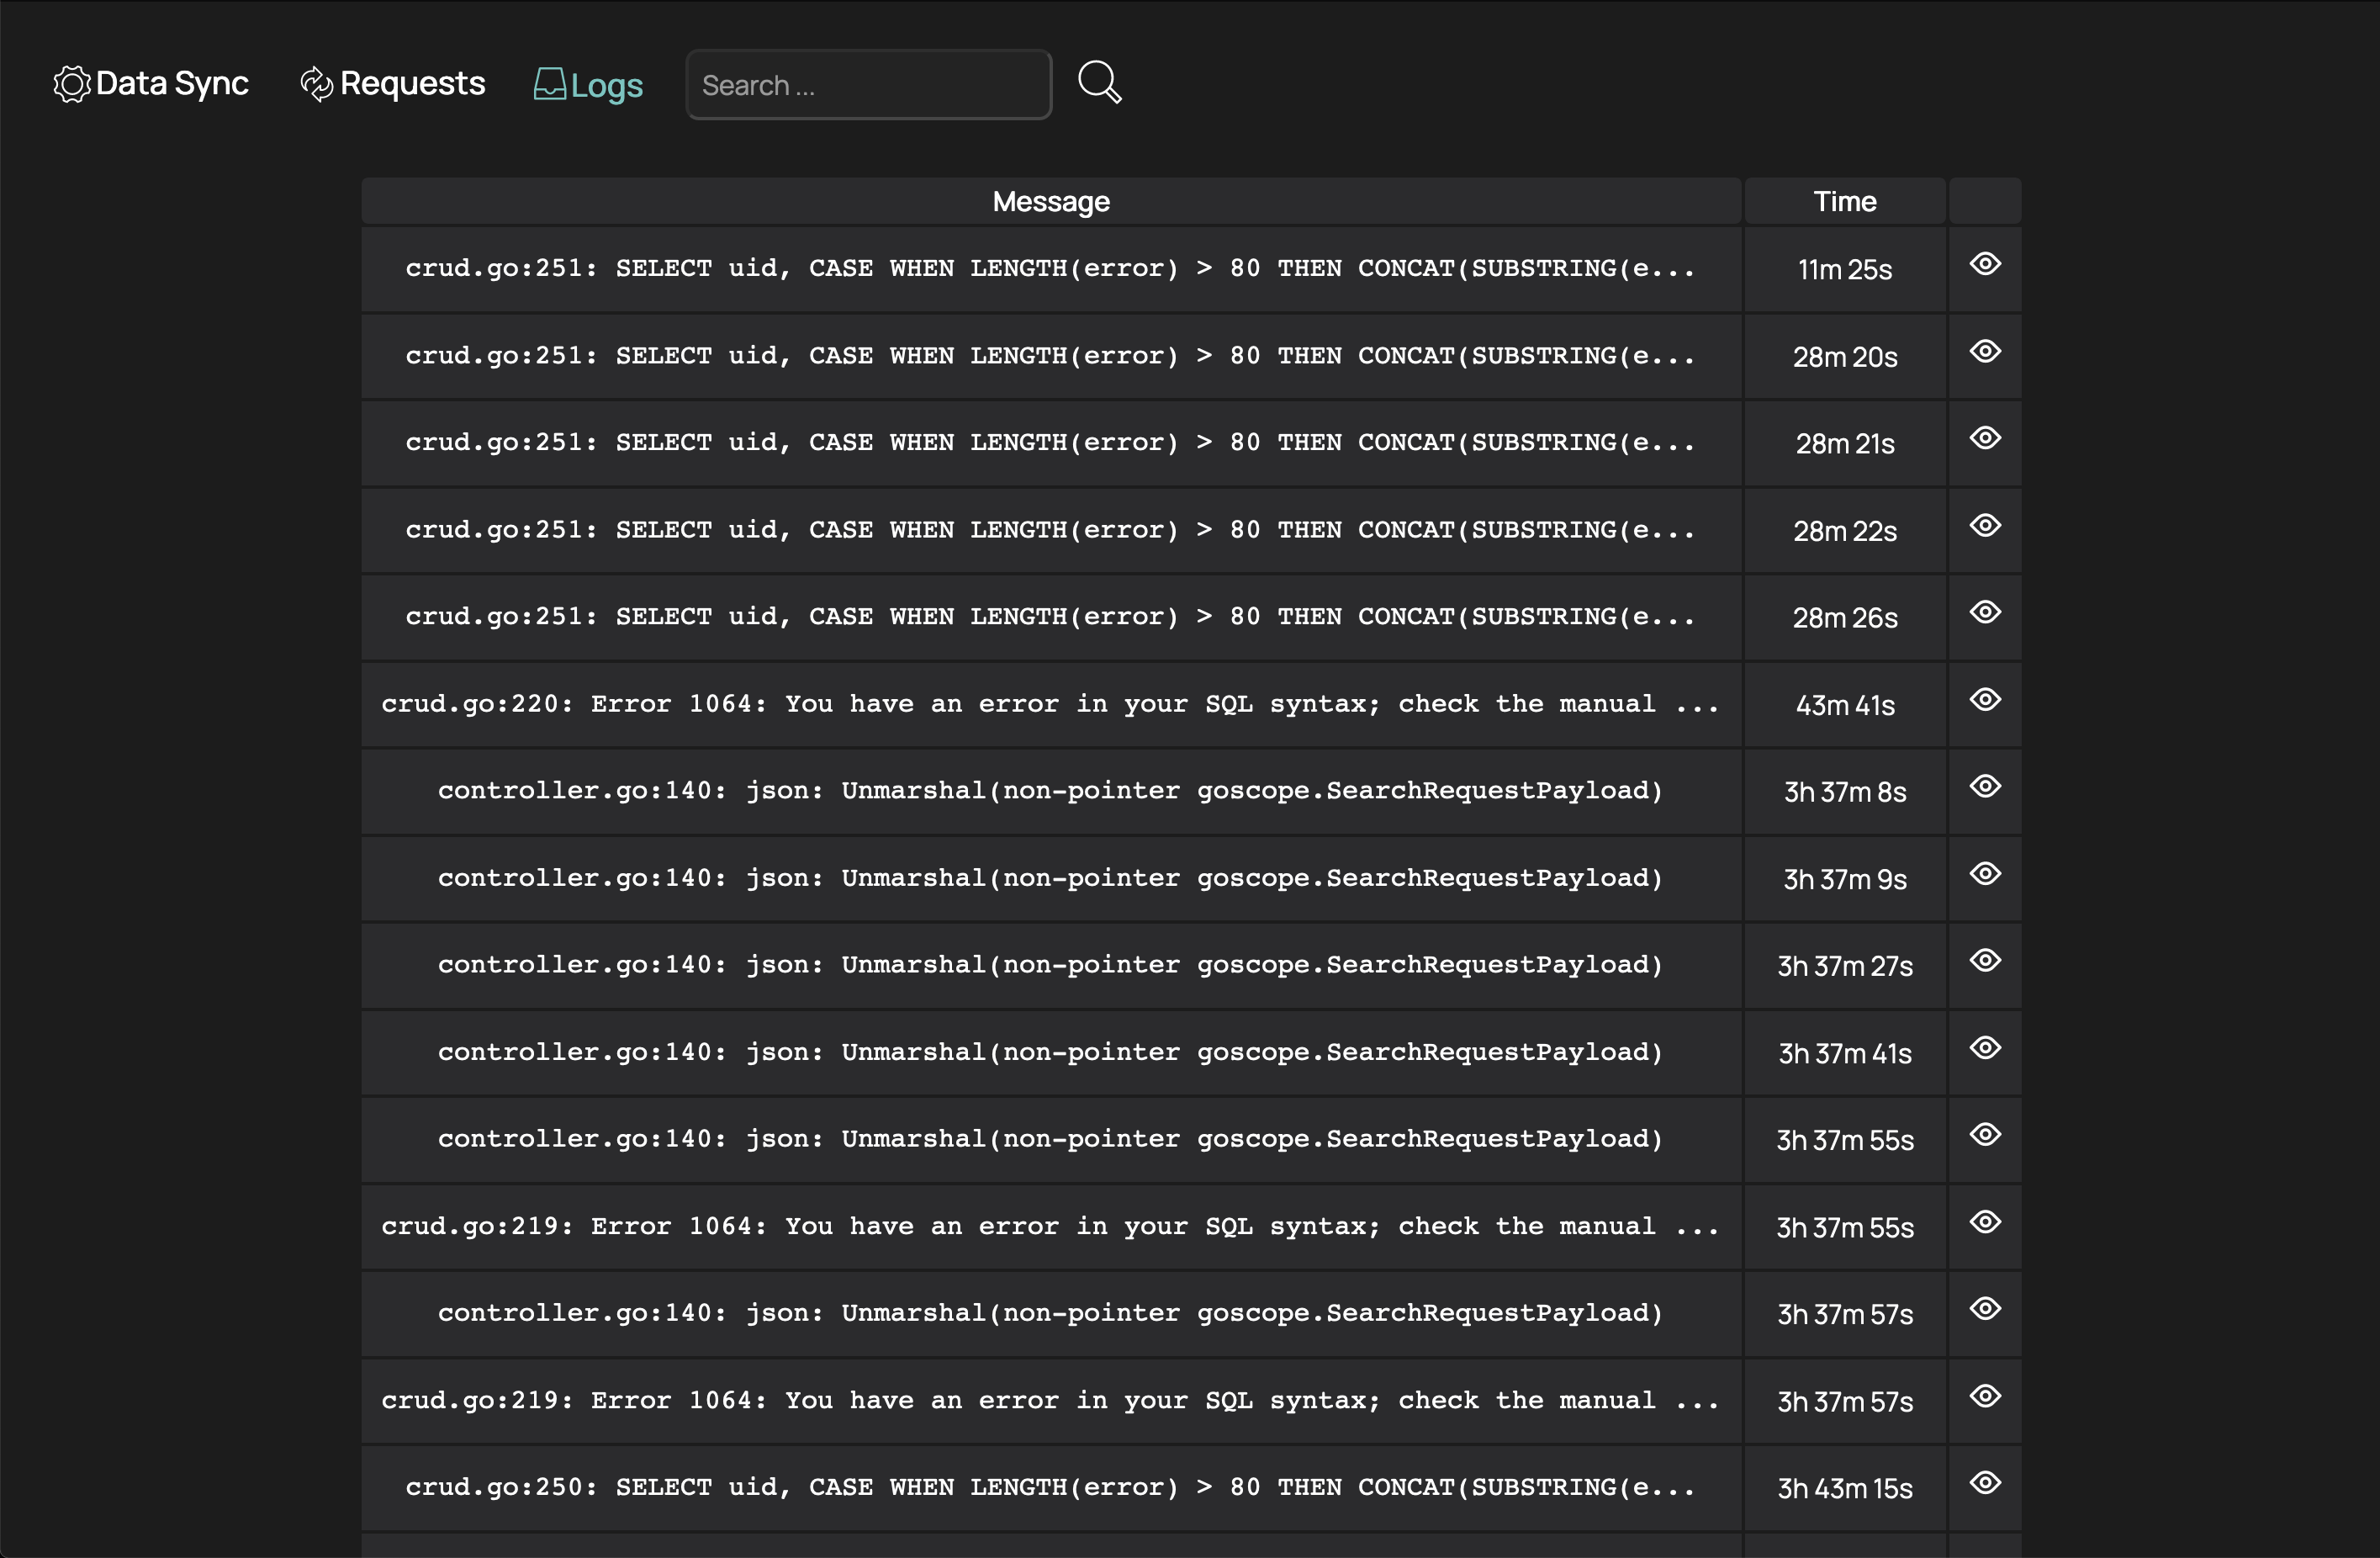 Data Sync Requests Logs Search ...
Message Time
crud.go:251: SELECT uid, CASE WHEN LENGTH(error) > 80 THEN CONCAT(SUBSTRING(e... 11m 25s
crud.go:251: SELECT uid, CASE WHEN LENGTH(error) > 80 THEN CONCAT(SUBSTRING(e... 28m 20s
crud.go:251: SELECT uid, CASE WHEN LENGTH(error) > 80 THEN CONCAT(SUBSTRING(e... 28m 21s
crud.go:251: SELECT uid, CASE WHEN LENGTH(error) > 80 THEN CONCAT(SUBSTRING(e... 28m 22s
crud.go:251: SELECT uid, CASE WHEN LENGTH(error) > 80 THEN CONCAT(SUBSTRING(e... 28m 26s
crud.go:220: Error 1064: You have an error in your SQL syntax; check the manual ... 43m 41s
controller.go:140: json: Unmarshal(non-pointer goscope.SearchRequestPayload) 3h 37m 8s
controller.go:140: json: Unmarshal(non-pointer goscope.SearchRequestPayload) 3h 37m 9s
controller.go:140: json: Unmarshal(non-pointer goscope.SearchRequestPayload) 3h 37m 27s
controller.go:140: json: Unmarshal(non-pointer goscope.SearchRequestPayload) 3h 37m 41s
controller.go:140: json: Unmarshal(non-pointer goscope.SearchRequestPayload) 3h 37m 55s
crud.go:219: Error 1064: You have an error in your SQL syntax; check the manual ... 3h 37m 55s
controller.go:140: json: Unmarshal(non-pointer goscope.SearchRequestPayload) 3h 37m 57s
crud.go:219: Error 1064: You have an error in your SQL syntax; check the manual ... 3h 37m 57s
crud.go:250: SELECT uid, CASE WHEN LENGTH(error) > 80 THEN CONCAT(SUBSTRING(e... 3h 43m 15s